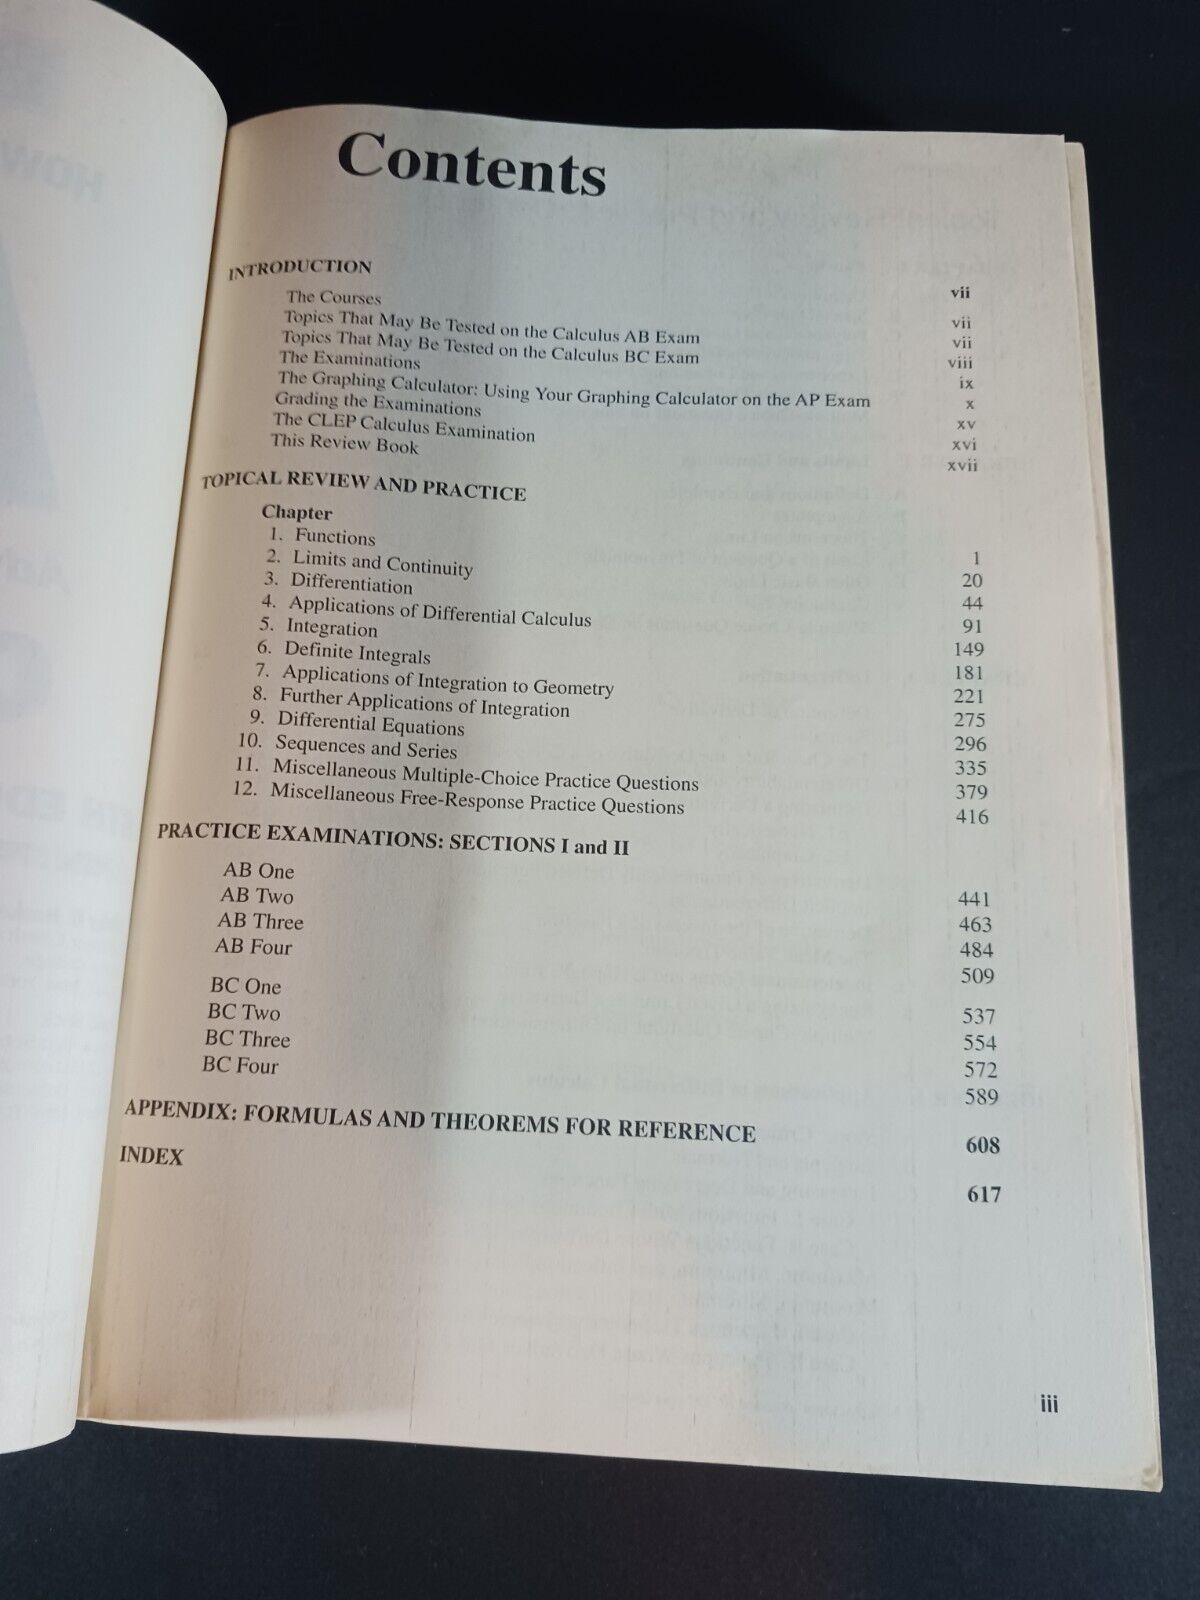 Contents
INTRODUCTION vii
The Courses vii
Topics That May Be Tested on the Calculus AB Exam vii
Topics That May Be Tested on the Calculus BC Exam viii
The Examinations ix
The Graphing Calculator: Using Your Graphing Calculator on the AP Exam x
Grading the Examinations xv
The CLEP Calculus Examination xvi
This Review Book xvii
TOPICAL REVIEW AND PRACTICE
Chapter
1. Functions 1
2. Limits and Continuity 20
3. Differentiation 44
4. Applications of Differential Calculus 91
5. Integration 149
6. Definite Integrals 181
7. Applications of Integration to Geometry 221
8. Further Applications of Integration 275
9. Differential Equations 296
10. Sequences and Series 335
11. Miscellaneous Multiple-Choice Practice Questions 379
12. Miscellaneous Free-Response Practice Questions 416
PRACTICE EXAMINATIONS: SECTIONS I and II
AB One 441
AB Two 463
AB Three 484
AB Four 509
BC One 537
BC Two 554
BC Three 572
BC Four 589
APPENDIX: FORMULAS AND THEOREMS FOR REFERENCE 608
INDEX 617
iii